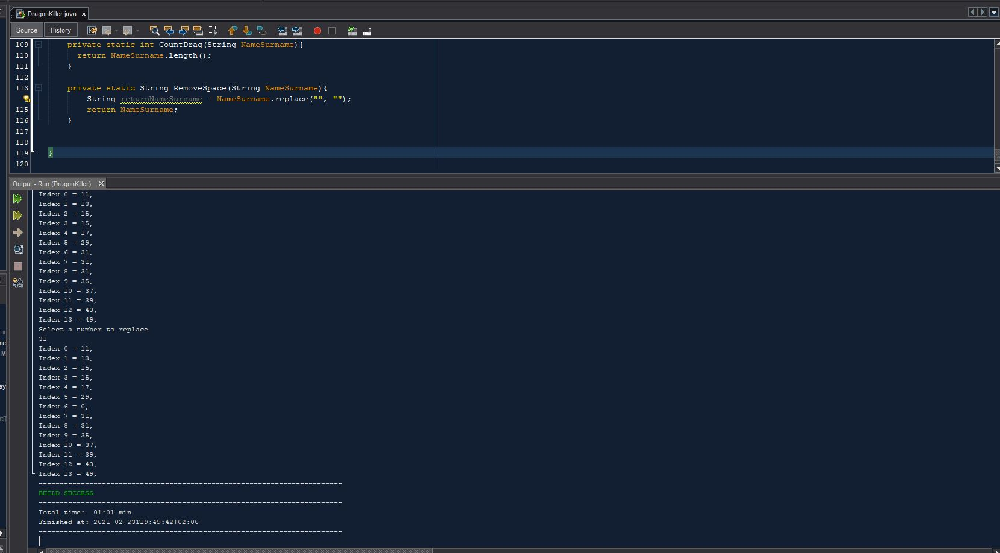 DragonKiller.java
Source History
109 private static int CountDrag(String NameSurname){
110 return NameSurname.length();
111 }
112
113 private static String RemoveSpace(String NameSurname){
String returnNameSurname = NameSurname.replace("", "");
115 return NameSurname;
116 }
117
118
119 }
120
Output - Run (DragonKiller)
Index 0 = 11,
Index 1 = 13,
Index 2 = 15,
Index 3 = 15,
Index 4 = 17,
Index 5 = 29,
Index 6 = 31,
Index 7 = 31,
Index 8 = 31,
Index 9 = 35,
Index 10 = 37,
Index 11 = 39,
Index 12 = 43,
Index 13 = 49,
Select a number to replace
31
Index 0 = 11,
Index 1 = 13,
Index 2 = 15,
Index 3 = 15,
Index 4 = 17,
Index 5 = 29,
Index 6 = 0,
Index 7 = 31,
Index 8 = 31,
Index 9 = 35,
Index 10 = 37,
Index 11 = 39,
Index 12 = 43,
Index 13 = 49,
------------------------------------------------------------------------
BUILD SUCCESS
------------------------------------------------------------------------
Total time: 01:01 min
Finished at: 2021-02-23T19:49:42+02:00
------------------------------------------------------------------------